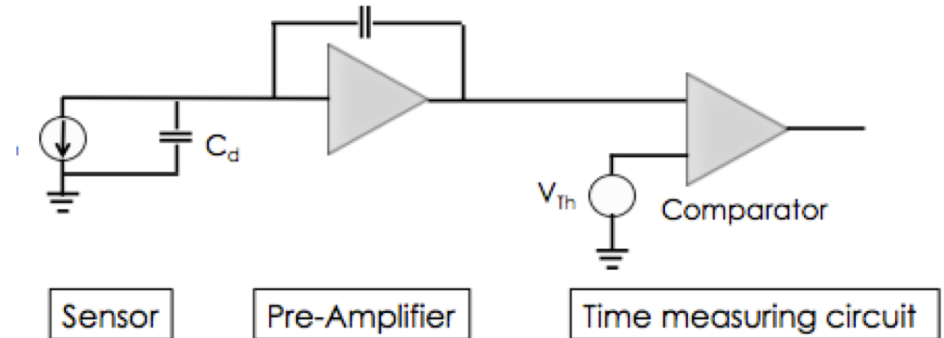 C_d
V_Th
Comparator
Sensor
Pre-Amplifier
Time measuring circuit